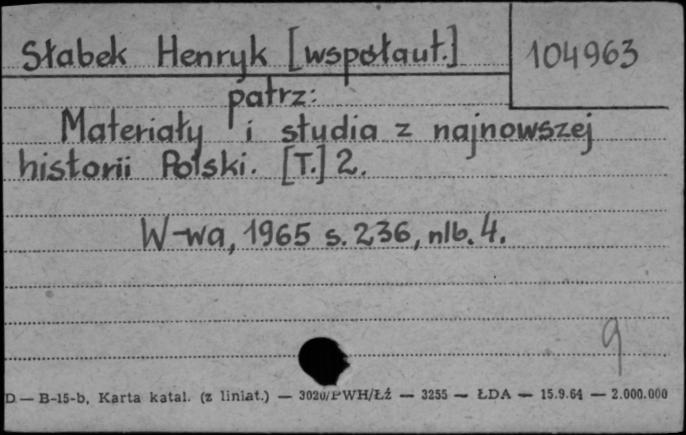 Słabek Henryk [współaut.] 104963
patrz:
Materiały i studia z najnowszej
historii Polski. [T.] 2.
W-wa, 1965 s. 236, nlb. 4.
9
D — B-15-b, Karta katal. (z liniat.) — 3020/PWH/Łź — 3255 — ŁDA — 15.9.64 — 2.000.000